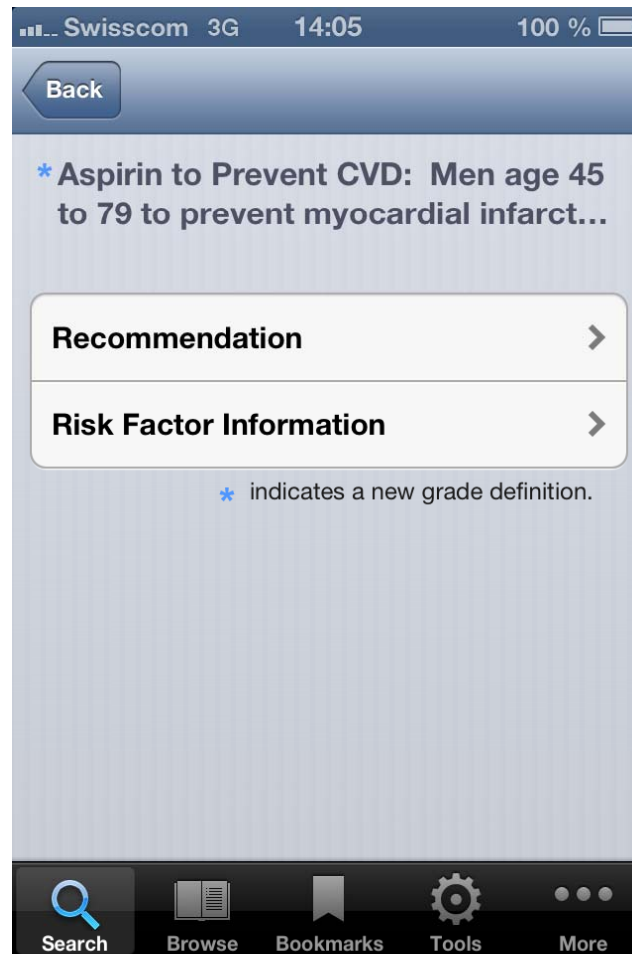 Swisscom 3G 14:05 100 %
Back
* Aspirin to Prevent CVD: Men age 45
to 79 to prevent myocardial infarct...
Recommendation
Risk Factor Information
* indicates a new grade definition.
Search Browse Bookmarks Tools More